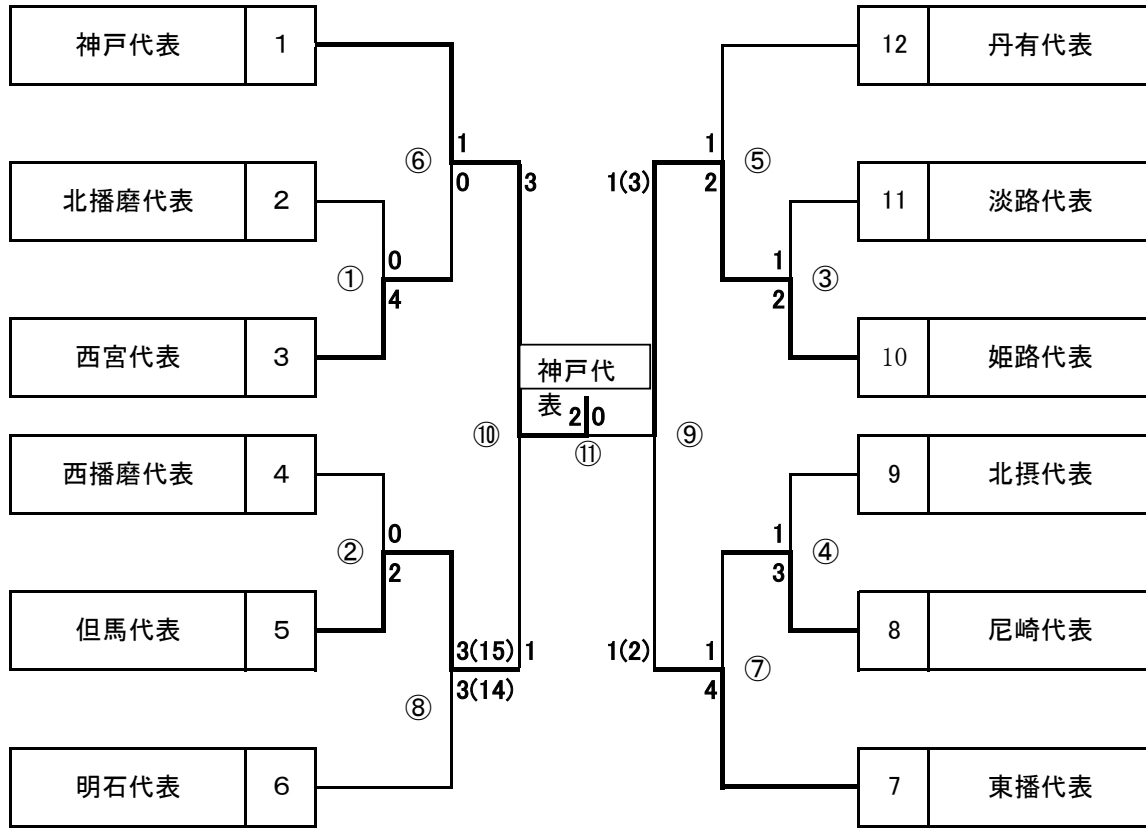 神戸代表 1
12 丹有代表
⑥
1
0
3
1(3)
1
2
⑤
北播磨代表 2
11 淡路代表
①
0
4
1
2
③
西宮代表 3
神戸代
表
10 姫路代表
⑩
2 0
⑪
⑨
西播磨代表 4
9 北摂代表
②
0
2
1
3
④
但馬代表 5
8 尼崎代表
3(15) 1
3(14)
⑧
1(2)
1
4
⑦
明石代表 6
7 東播代表